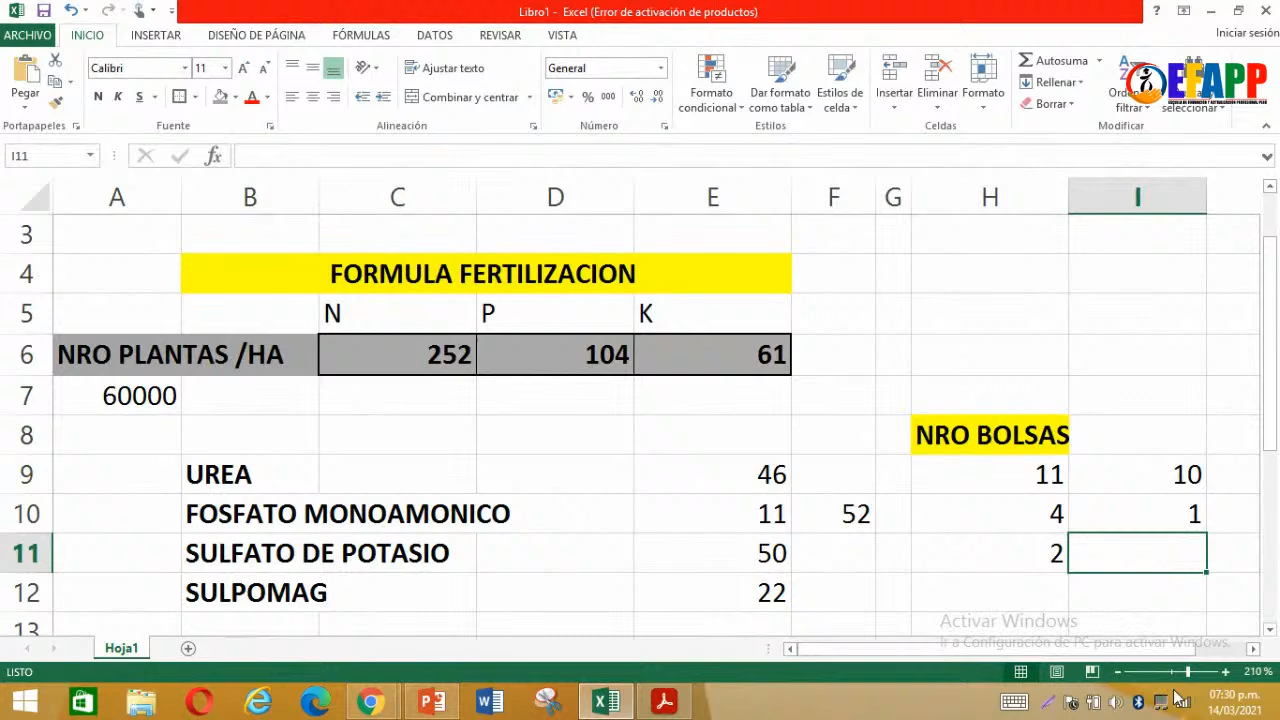 Libro1 - Excel (Error de activación de productos)
ARCHIVO INICIO INSERTAR DISEÑO DE PÁGINA FÓRMULAS DATOS REVISAR VISTA Iniciar sesión
Pegar
Calibri 11
N K S
Ajustar texto
Combinar y centrar
General
% 000
Formato condicional
Dar formato como tabla
Estilos de celda
Insertar Eliminar Formato
Autosuma
Rellenar
Borrar
filtrar
EFAPP
Portapapeles Fuente Alineación Número Estilos Celdas Modificar
I11 fx
A B C D E F G H I
3
4 FORMULA FERTILIZACION
5 N P K
6 NRO PLANTAS /HA 252 104 61
7 60000
8 NRO BOLSAS
9 UREA 46 11 10
10 FOSFATO MONOAMONICO 11 52 4 1
11 SULFATO DE POTASIO 50 2
12 SULPOMAG 22
13
Activar Windows
Ir a Configuración de PC para activar Windows.
Hoja1
LISTO 210 %
07:30 p.m.
14/03/2021